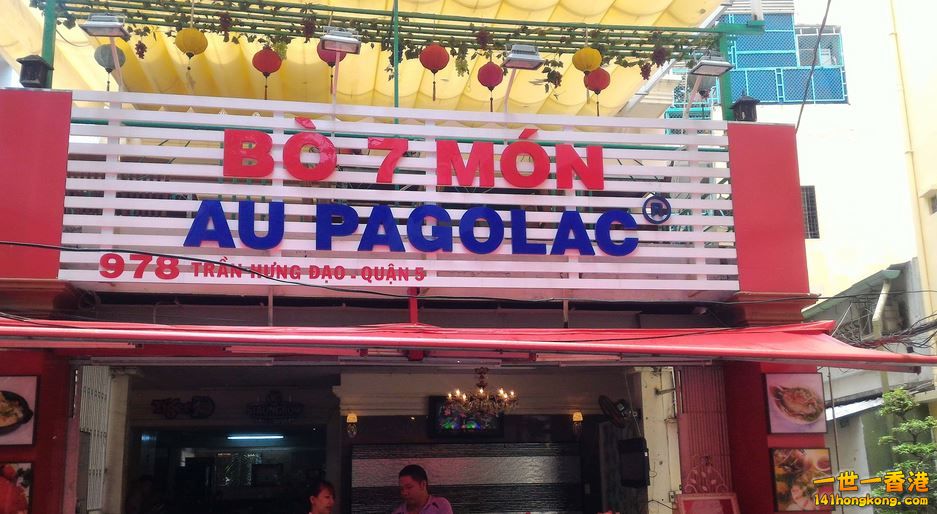 BÒ 7 MÓN
AU PAGOLAC®
978 TRẦN HƯNG ĐẠO - QUẬN 5
一世一香港
141hongkong.com